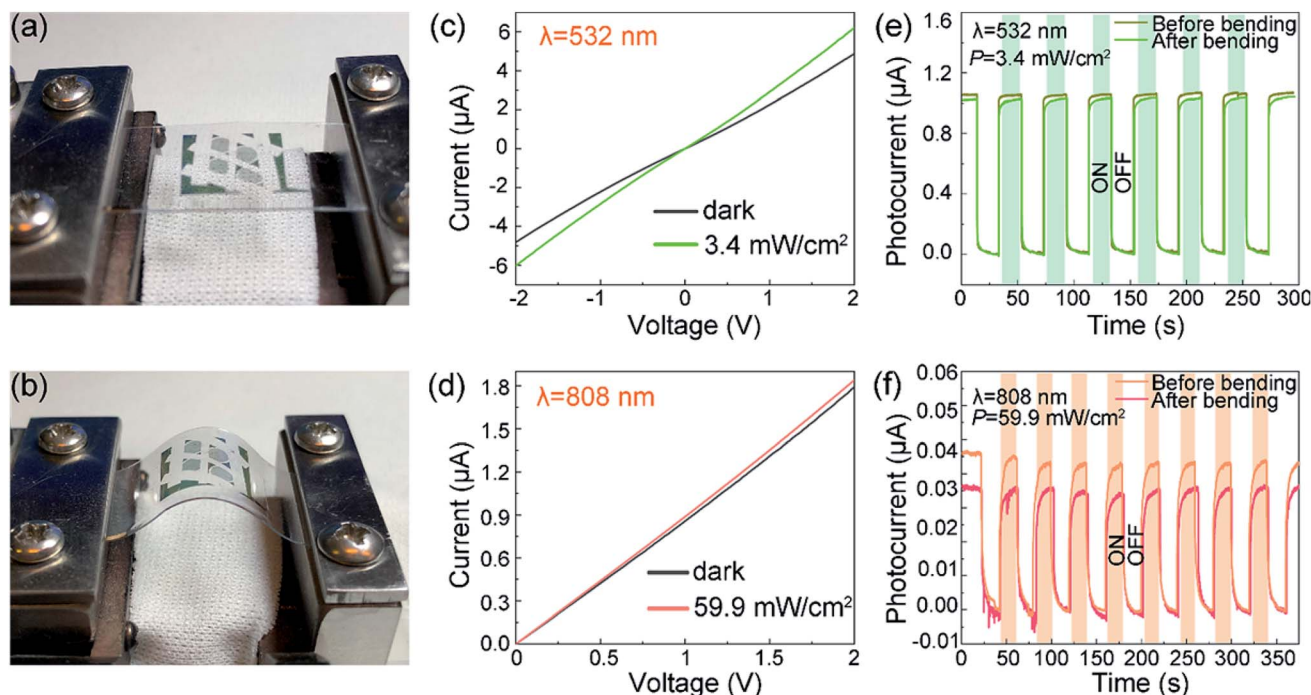 (a)
(b)
(c)
λ=532 nm
Current (μA)
6
4
2
0
-2
-4
-6
-2
-1
0
1
2
Voltage (V)
dark
3.4 mW/cm²
(d)
λ=808 nm
Current (μA)
1.8
1.5
1.2
0.9
0.6
0.3
0.0
0
0.5
1
1.5
2
Voltage (V)
dark
59.9 mW/cm²
(e)
λ=532 nm
P=3.4 mW/cm²
Before bending
After bending
Photocurrent (μA)
1.6
1.2
0.8
0.4
0.0
ON
OFF
0
50
100
150
200
250
300
Time (s)
(f)
λ=808 nm
P=59.9 mW/cm²
Before bending
After bending
Photocurrent (μA)
0.06
0.04
0.03
0.02
0.01
0.00
-0.01
ON
OFF
0
50
100
150
200
250
300
350
Time (s)